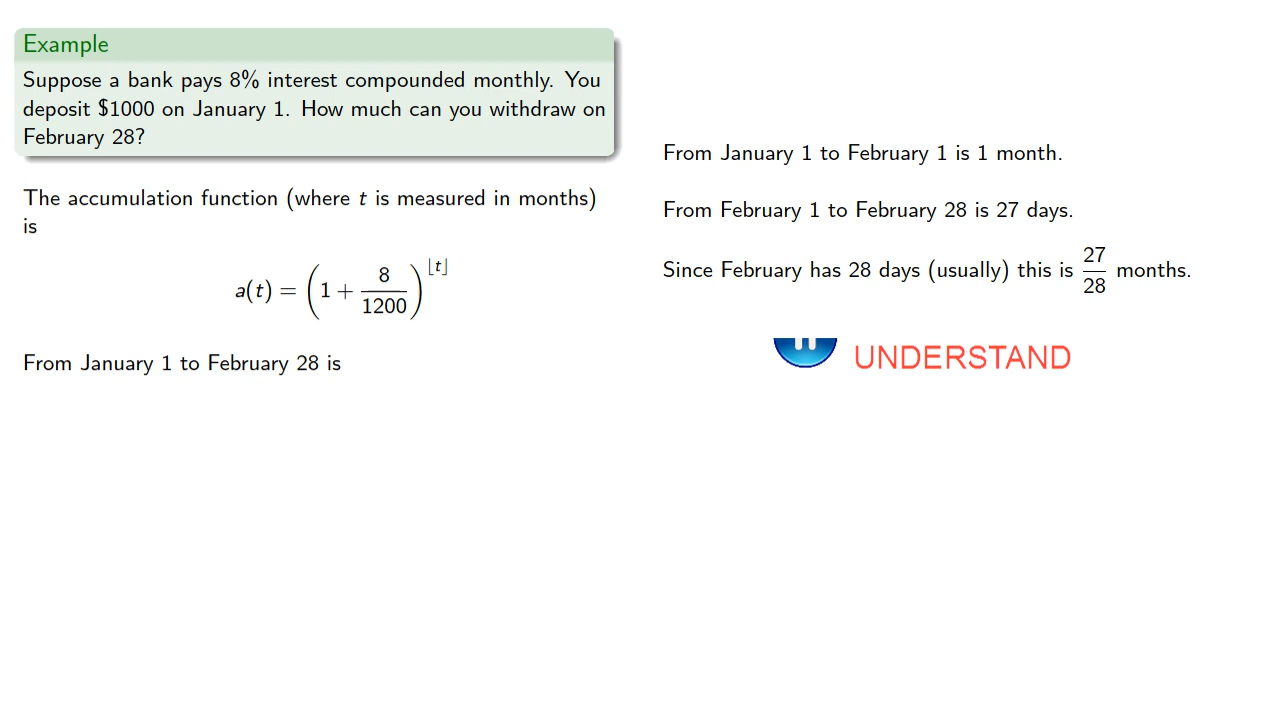 Example
Suppose a bank pays 8% interest compounded monthly. You
deposit $1000 on January 1. How much can you withdraw on
February 28?
The accumulation function (where t is measured in months)
is
a(t) = (1 + 8/1200)^⌊t⌋
From January 1 to February 28 is
From January 1 to February 1 is 1 month.
From February 1 to February 28 is 27 days.
Since February has 28 days (usually) this is 27/28 months.
UNDERSTAND